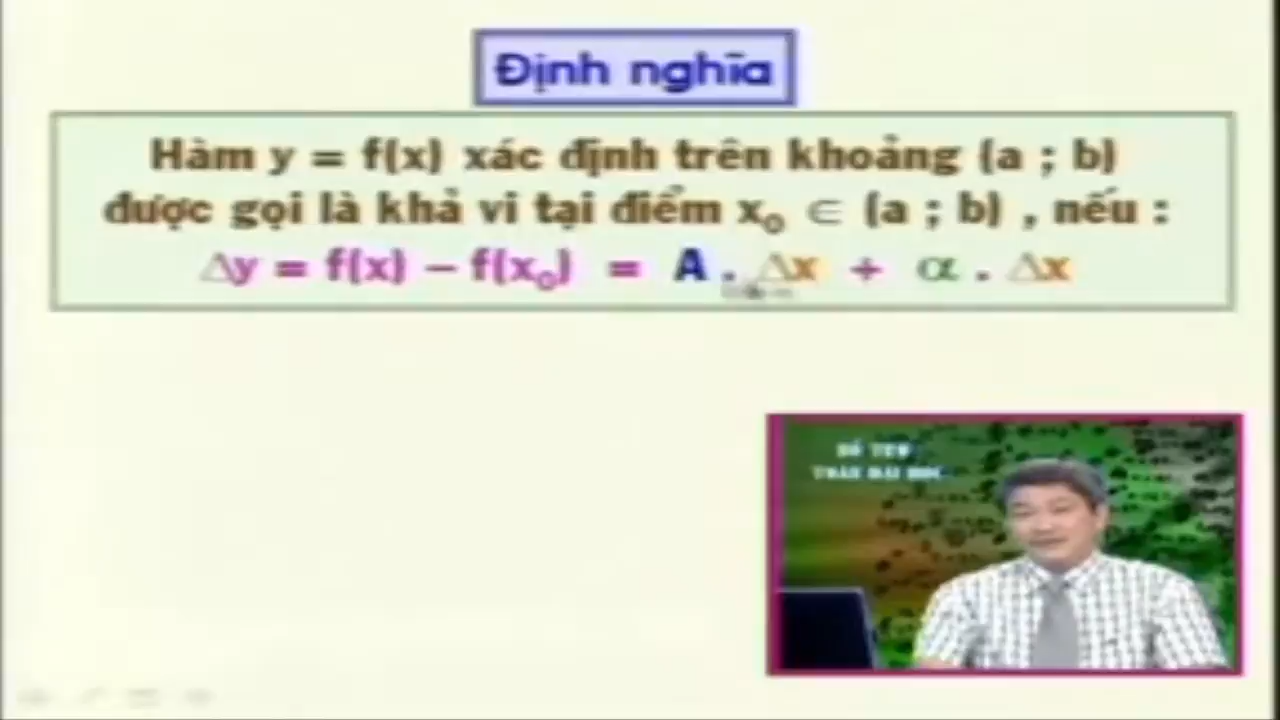 Định nghĩa
Hàm y = f(x) xác định trên khoảng (a ; b)
được gọi là khả vi tại điểm x₀ ∈ (a ; b) , nếu :
Δy = f(x) – f(x₀) = A . Δx + α . Δx